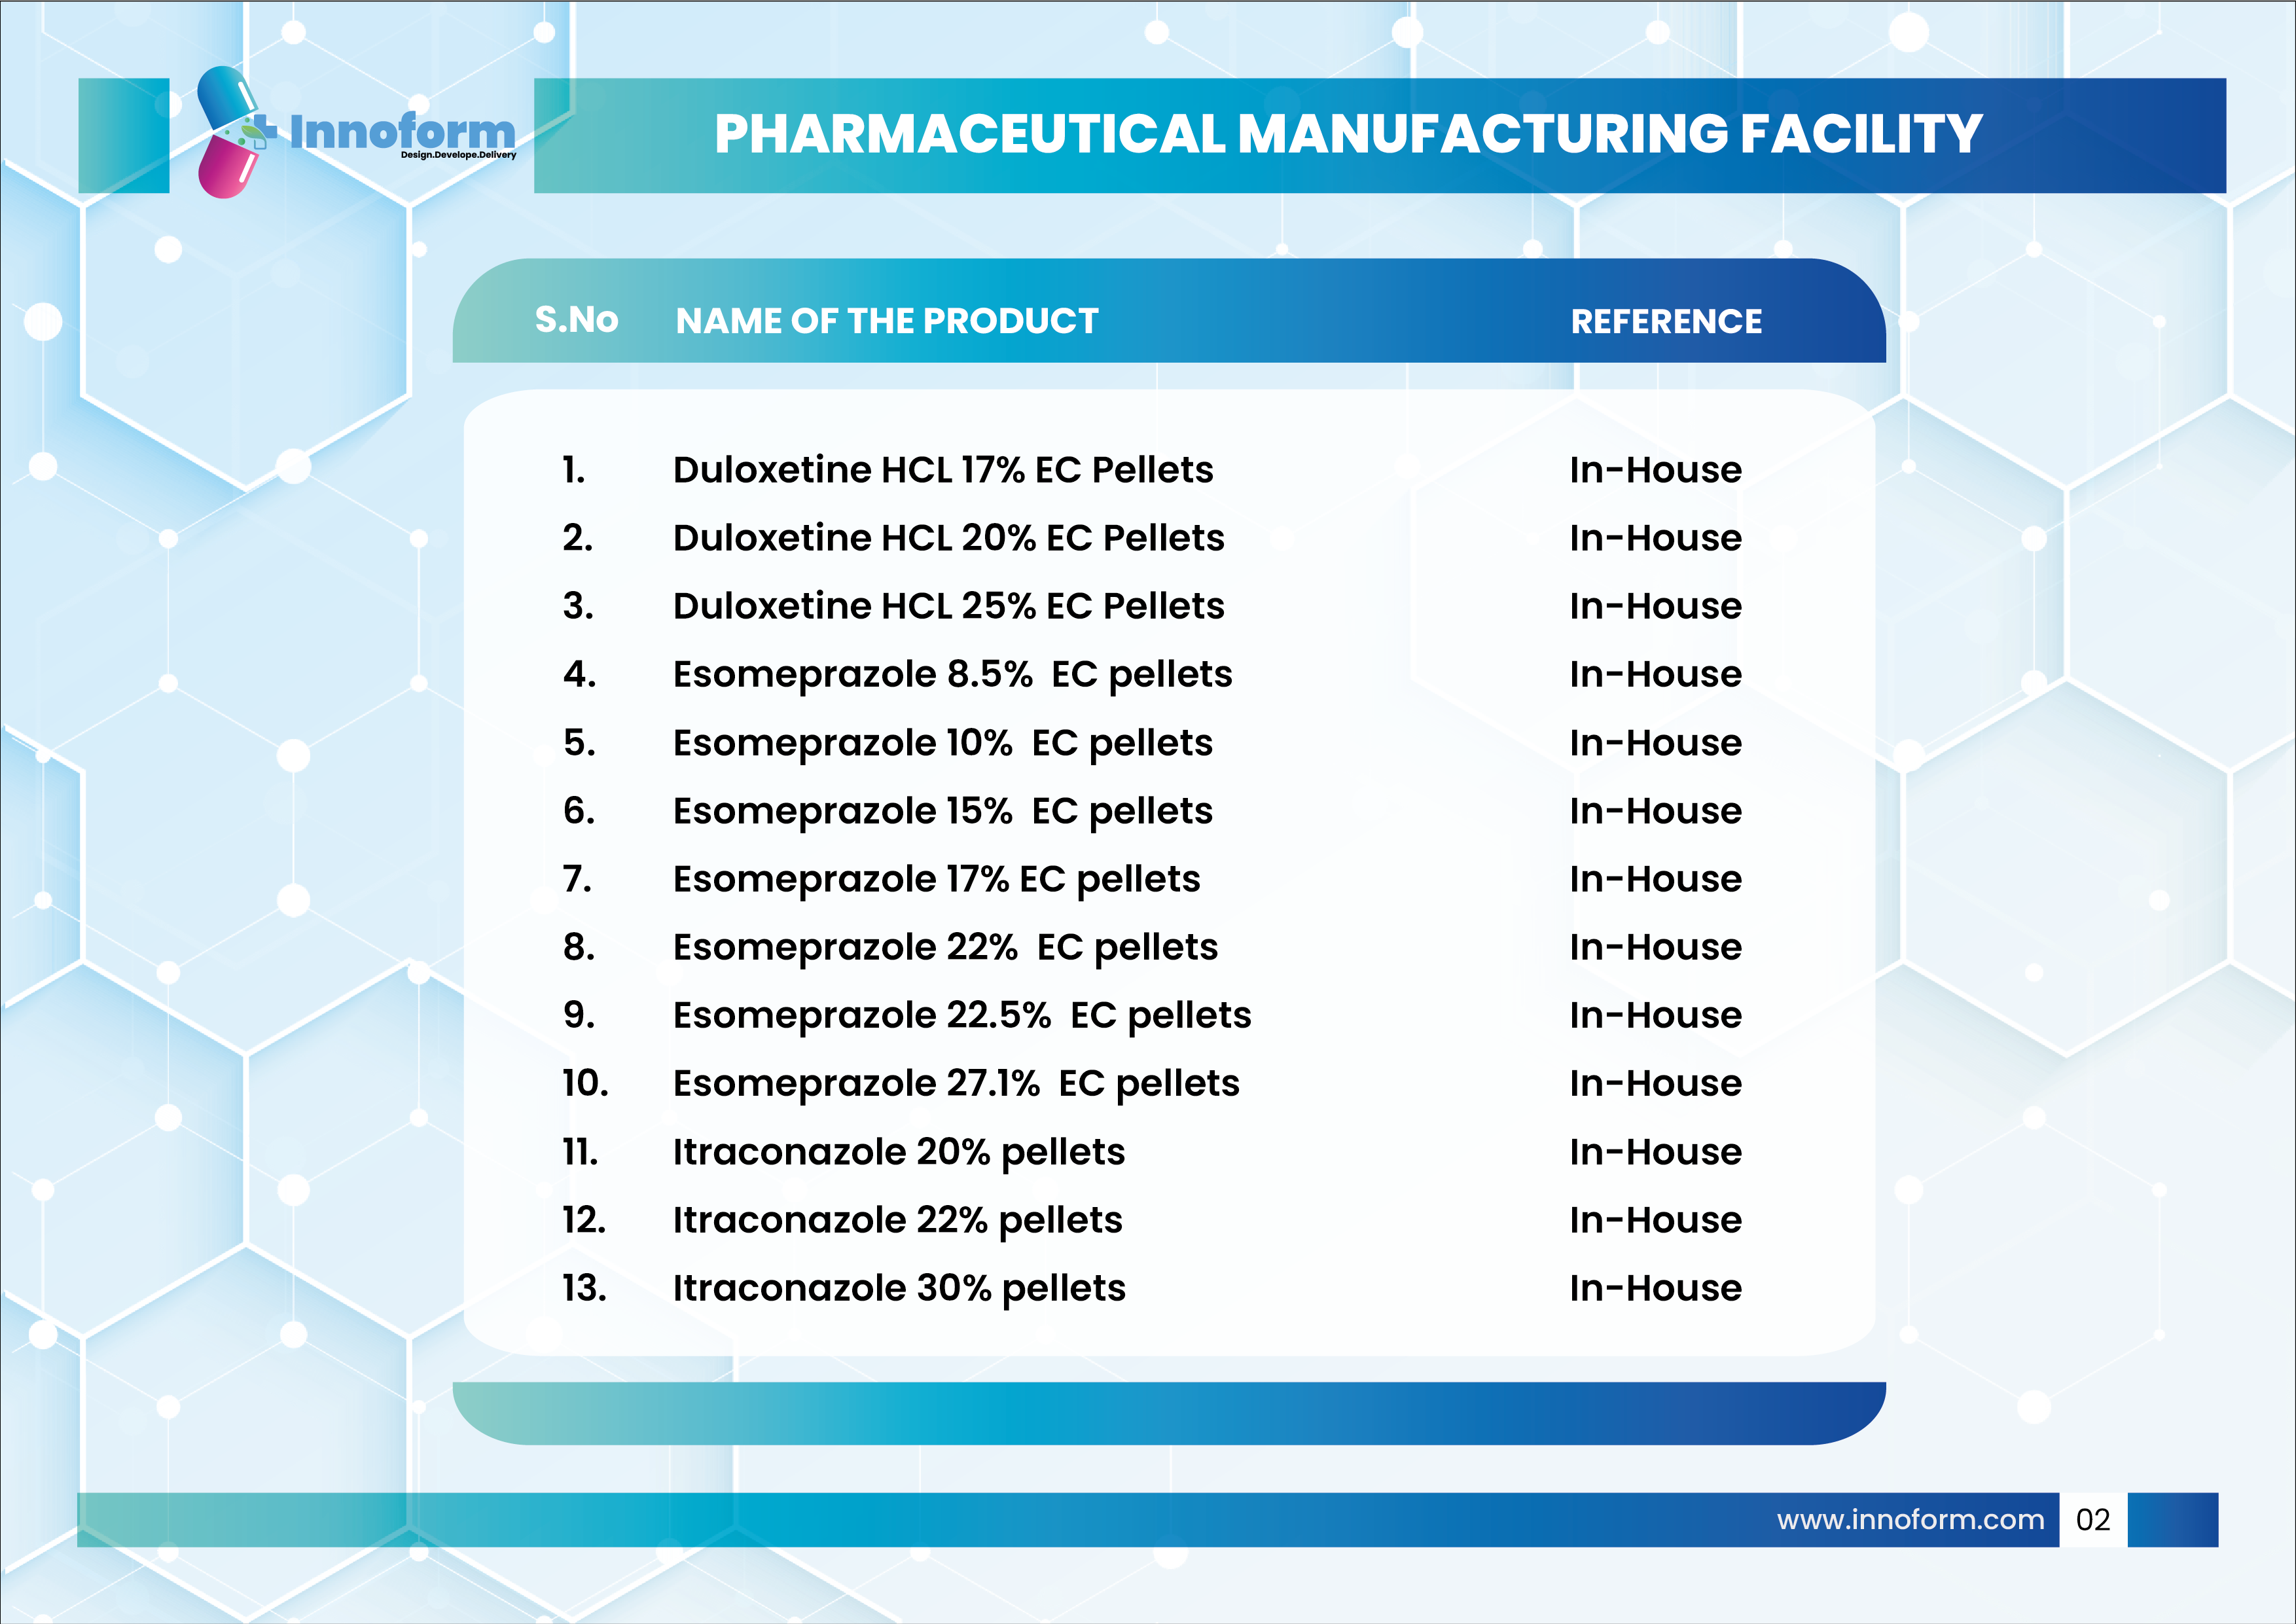 Innoform
Design.Develope.Delivery
PHARMACEUTICAL MANUFACTURING FACILITY
S.No NAME OF THE PRODUCT REFERENCE
1. Duloxetine HCL 17% EC Pellets In-House
2. Duloxetine HCL 20% EC Pellets In-House
3. Duloxetine HCL 25% EC Pellets In-House
4. Esomeprazole 8.5% EC pellets In-House
5. Esomeprazole 10% EC pellets In-House
6. Esomeprazole 15% EC pellets In-House
7. Esomeprazole 17% EC pellets In-House
8. Esomeprazole 22% EC pellets In-House
9. Esomeprazole 22.5% EC pellets In-House
10. Esomeprazole 27.1% EC pellets In-House
11. Itraconazole 20% pellets In-House
12. Itraconazole 22% pellets In-House
13. Itraconazole 30% pellets In-House
www.innoform.com 02